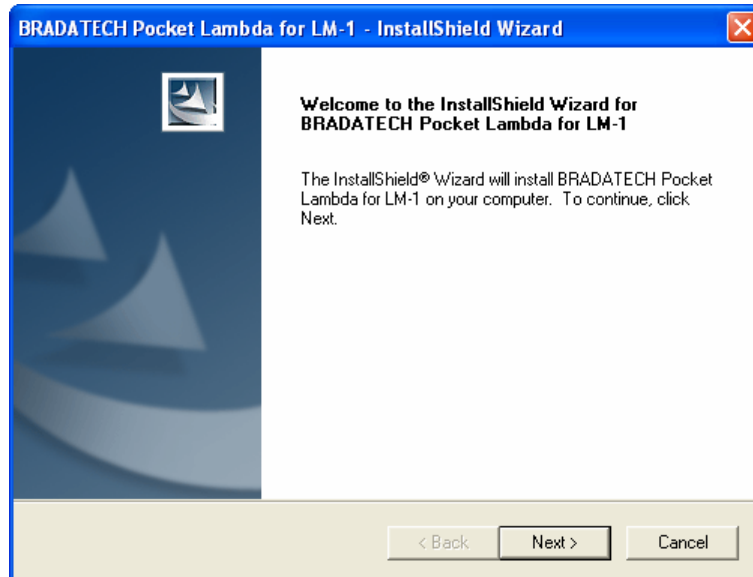 BRADATECH Pocket Lambda for LM-1 - InstallShield Wizard
Welcome to the InstallShield Wizard for
BRADATECH Pocket Lambda for LM-1
The InstallShield® Wizard will install BRADATECH Pocket
Lambda for LM-1 on your computer.  To continue, click
Next.
< Back
Next >
Cancel